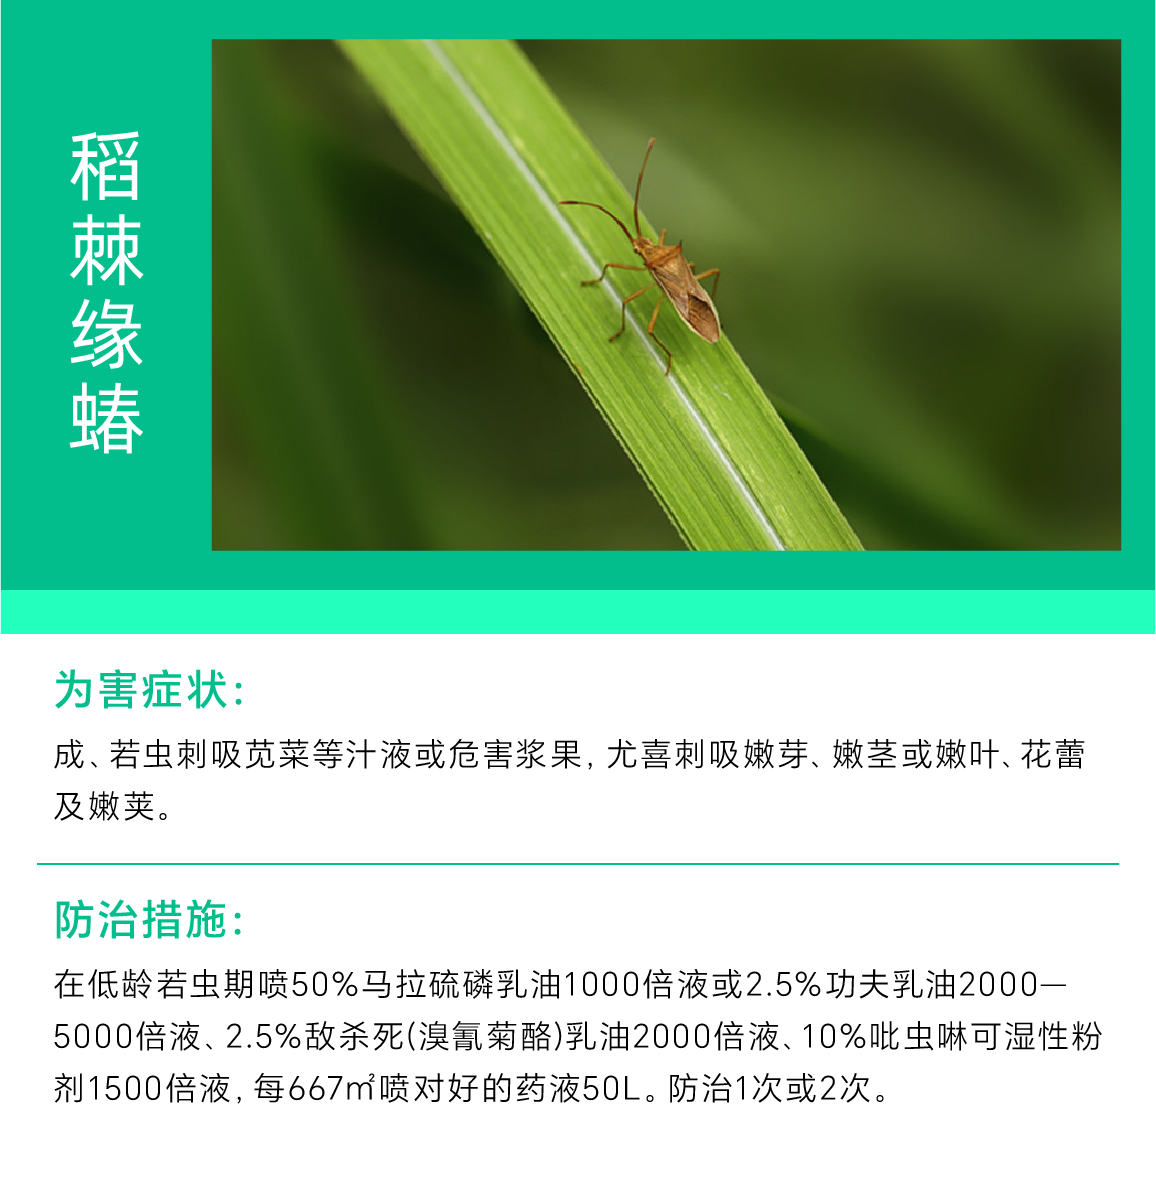 稻棘缘蝽
为害症状：
成、若虫刺吸苋菜等汁液或危害浆果，尤喜刺吸嫩芽、嫩茎或嫩叶、花蕾
及嫩荚。
防治措施：
在低龄若虫期喷50%马拉硫磷乳油1000倍液或2.5%功夫乳油2000—
5000倍液、2.5%敌杀死(溴氰菊酯)乳油2000倍液、10%吡虫啉可湿性粉
剂1500倍液，每667㎡喷对好的药液50L。防治1次或2次。